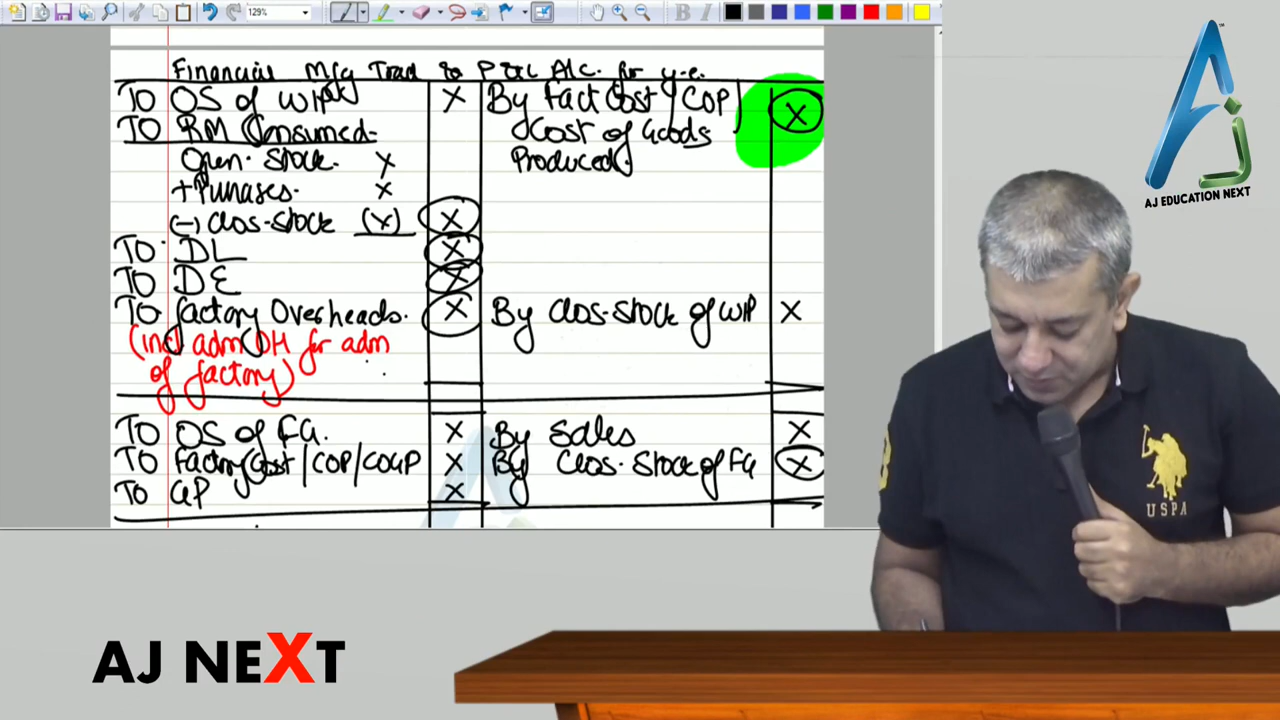 129%
B I
Financial Mfg Trad & P&L A/c. for y.e.
TO OS of WIP X By Fact Cost / COP / X
TO RM Consumed Cost of Goods
Open. Stock. X Produced
+ Purchases. X
(-) Clos-stock (X) X
TO DL X
TO DE X
TO factory Overheads. X By Clos-stock of WIP X
(incl adm OH for adm
of factory)
TO OS of FG. X By Sales X
TO Factory Cost / COP / COGP X By Clos. Stock of FG X
TO GP X
AJ EDUCATION NEXT
3
USPA
AJ NEXT